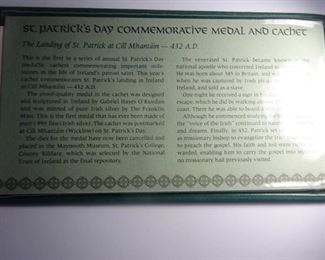 ST. PATRICK'S DAY COMMEMORATIVE MEDAL AND CACHET
The Landing of St. Patrick at Cill Mhantáin — 432 A.D.
This is the first in a series of annual St. Patrick's Day
medal/sc cachets commemorating important mile-
stones in the life of Ireland's patron saint. This year's
cachet commemorates St. Patrick's landing in Ireland
at Cill Mhantáin — 432 A.D.
The proof-quality medal in the cachet was designed
and sculptured in Ireland by Gabriel Hayes O'Riordan
and was minted of pure Irish silver by The Franklin
Mint. This is the first medal that has ever been made of
pure .999 fine Irish silver. The cachet was postmarked
at Cill Mhantáin (Wicklow) on St. Patrick's Day.
The dies for the medal have now been cancelled and
placed in the Maynooth Museum, St. Patrick's College,
County Kildare, which was selected by the National
Trust of Ireland as the final repository.
The venerated St. Patrick became known in the
national apostle who converted Ireland to
He was born about 385 in Britain, and
when he was captured by
Ireland, and sold as a slave.
One night he received a sign in
escape, which he did by walking about
coast. There he was able to board a
Although he commenced studying for
the "voice of the Irish" continued to
and dreams. Finally, in 432, Patrick
as missionary bishop to evangelize the
to preach the gospel. His faith and toil were
warded, enabling him to carry the gospel into
no missionary had previously visited.